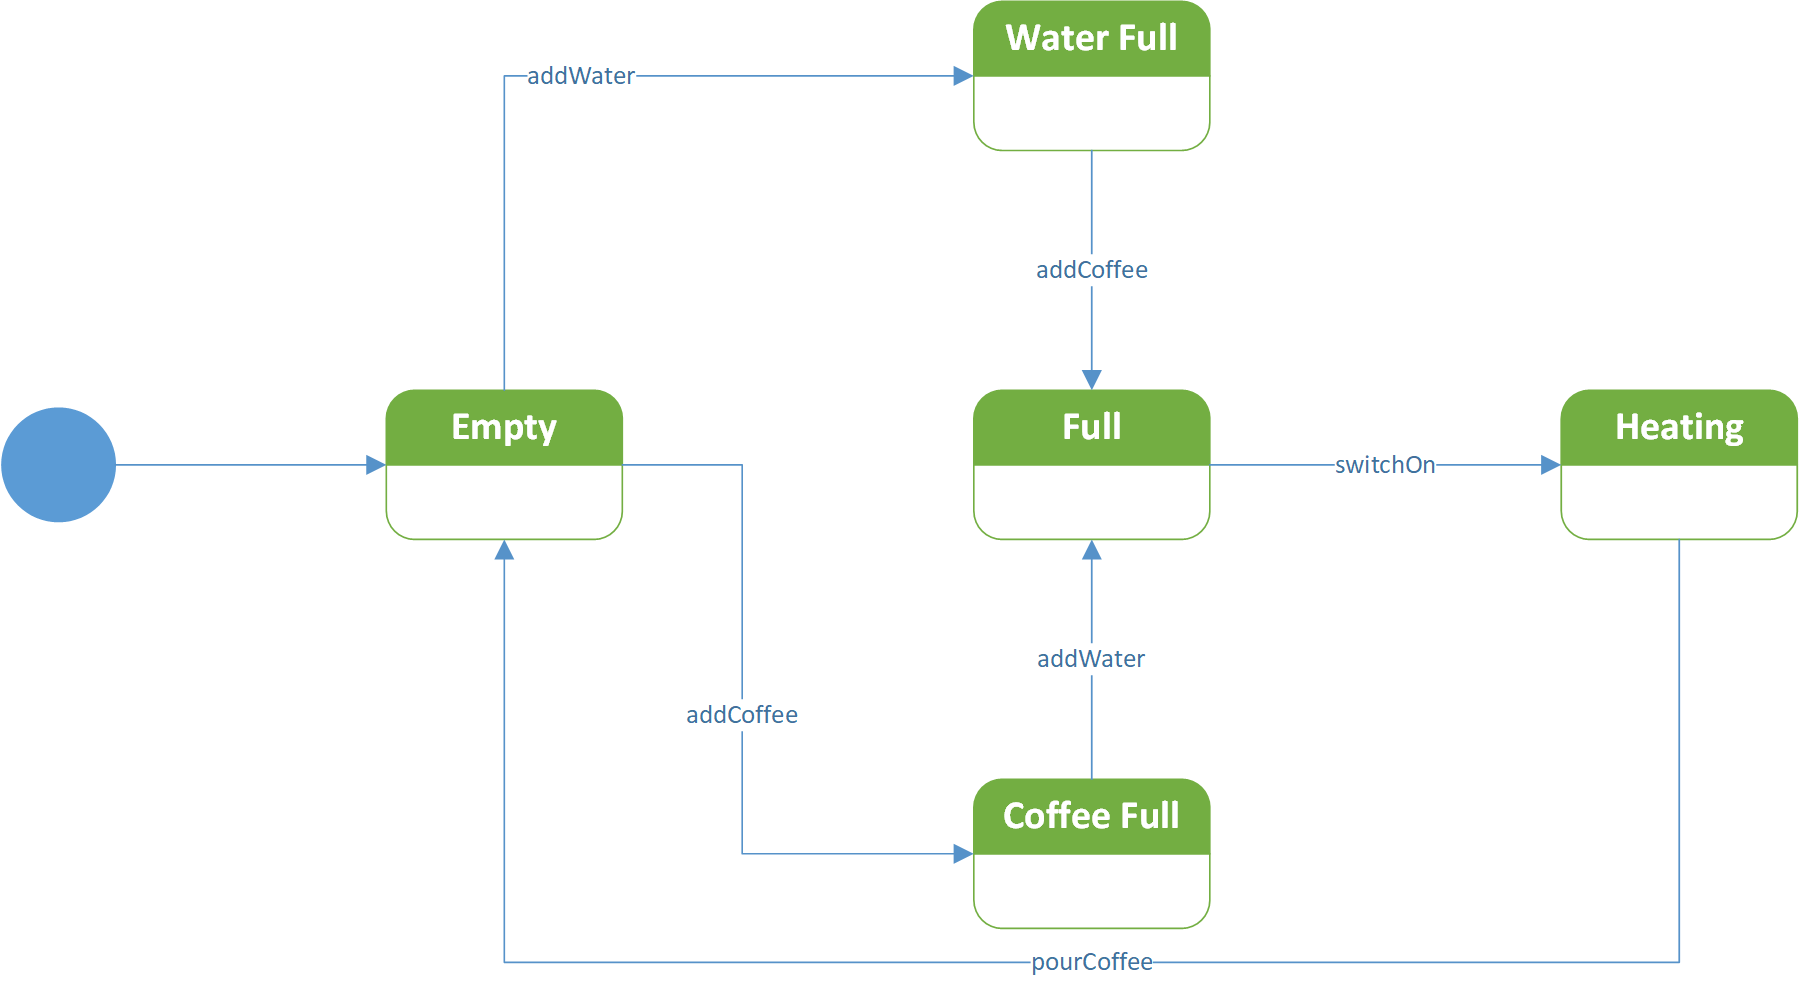 Water Full
addWater
addCoffee
Empty
Full
Heating
switchOn
addWater
addCoffee
Coffee Full
pourCoffee